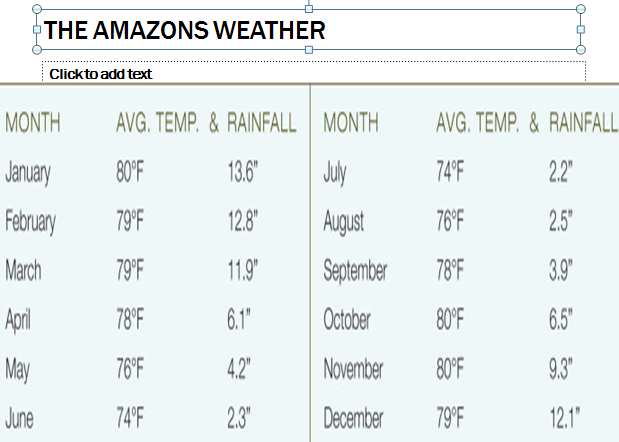 THE AMAZONS WEATHER
Click to add text
MONTH AVG. TEMP. & RAINFALL
January 80°F 13.6"
February 79°F 12.8"
March 79°F 11.9"
April 78°F 6.1"
May 76°F 4.2"
June 74°F 2.3"
MONTH AVG. TEMP. & RAINFALL
July 74°F 2.2"
August 76°F 2.5"
September 78°F 3.9"
October 80°F 6.5"
November 80°F 9.3"
December 79°F 12.1"